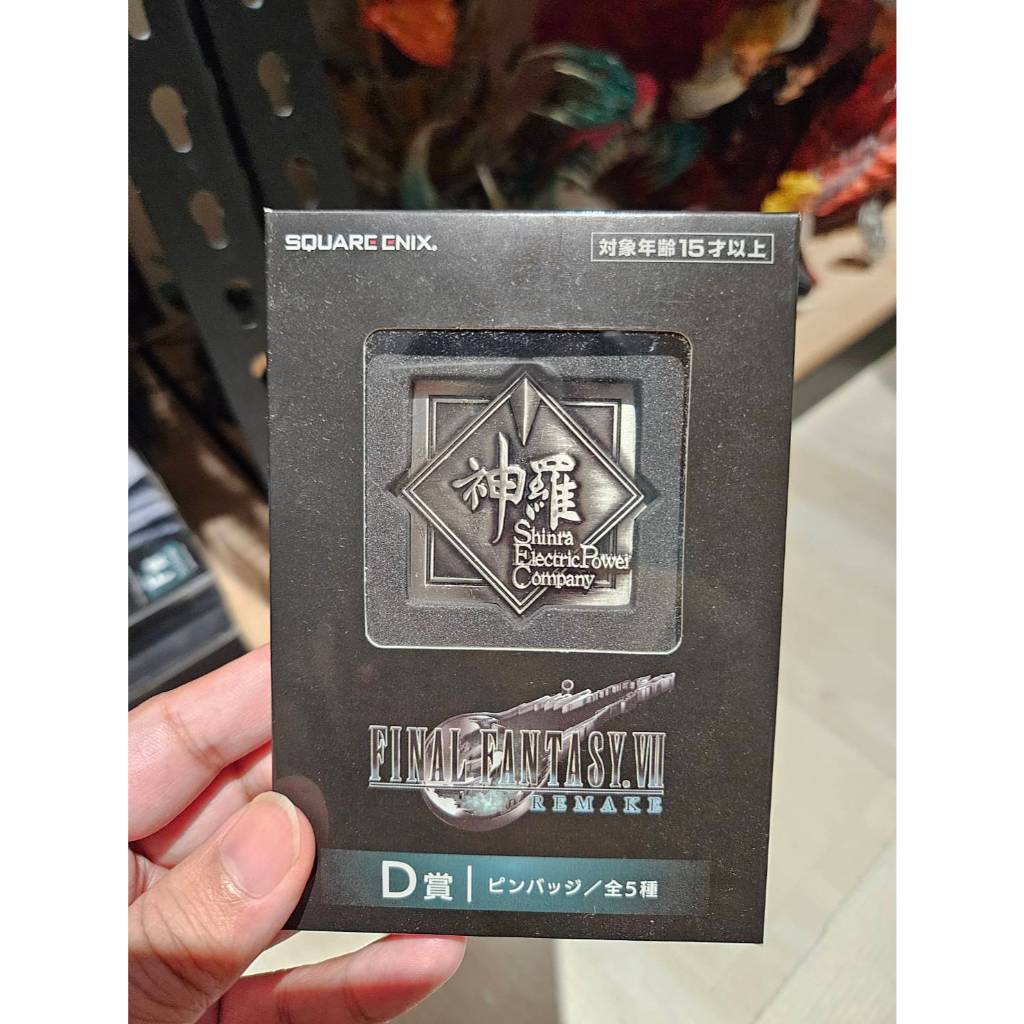 SQUARE ENIX®
対象年齢15才以上
神羅
Shinra
Electric.Power
Company
FINAL FANTASY.VII
REMAKE
D賞 | ピンバッジ／全5種